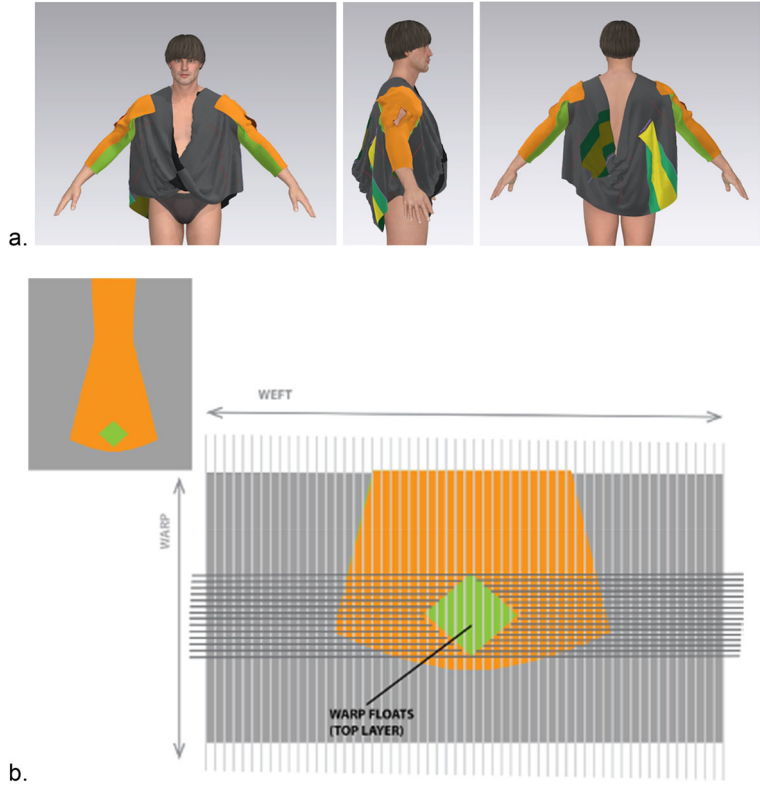 a.
WEFT
WARP
WARP FLOATS
(TOP LAYER)
b.